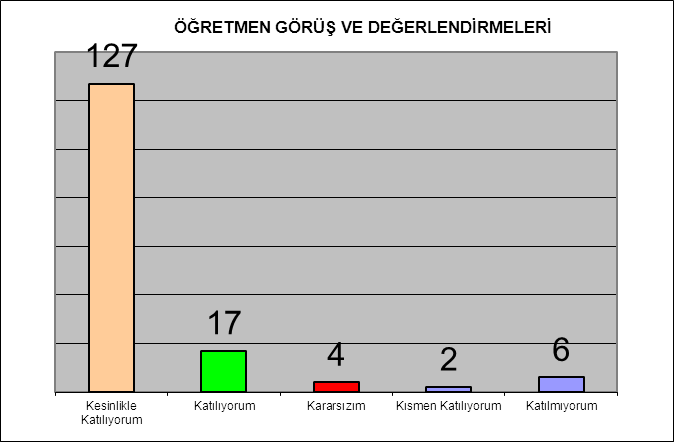 ÖĞRETMEN GÖRÜŞ VE DEĞERLENDİRMELERİ
127
17
4
2
6
Kesinlikle
Katılıyorum
Katılıyorum
Kararsızım
Kısmen Katılıyorum
Katılmıyorum